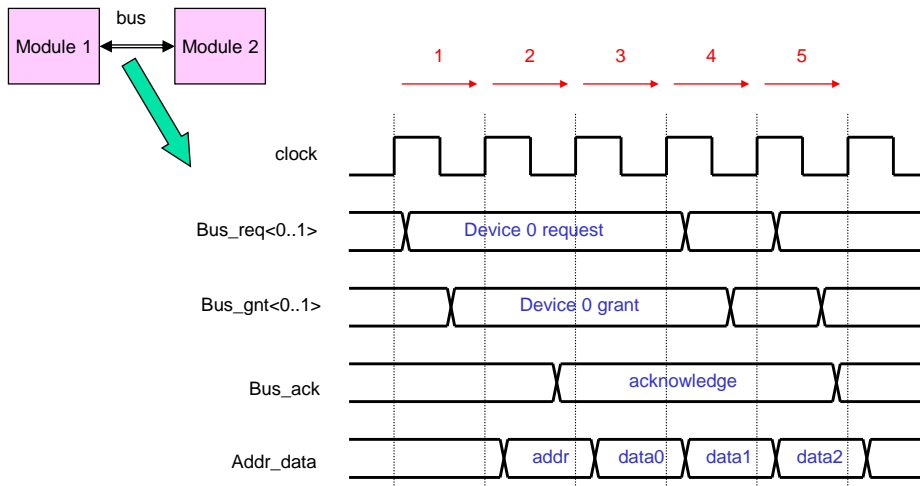 bus
Module 1
Module 2
1 2 3 4 5
clock
Bus_req<0..1>
Device 0 request
Bus_gnt<0..1>
Device 0 grant
Bus_ack
acknowledge
Addr_data
addr data0 data1 data2